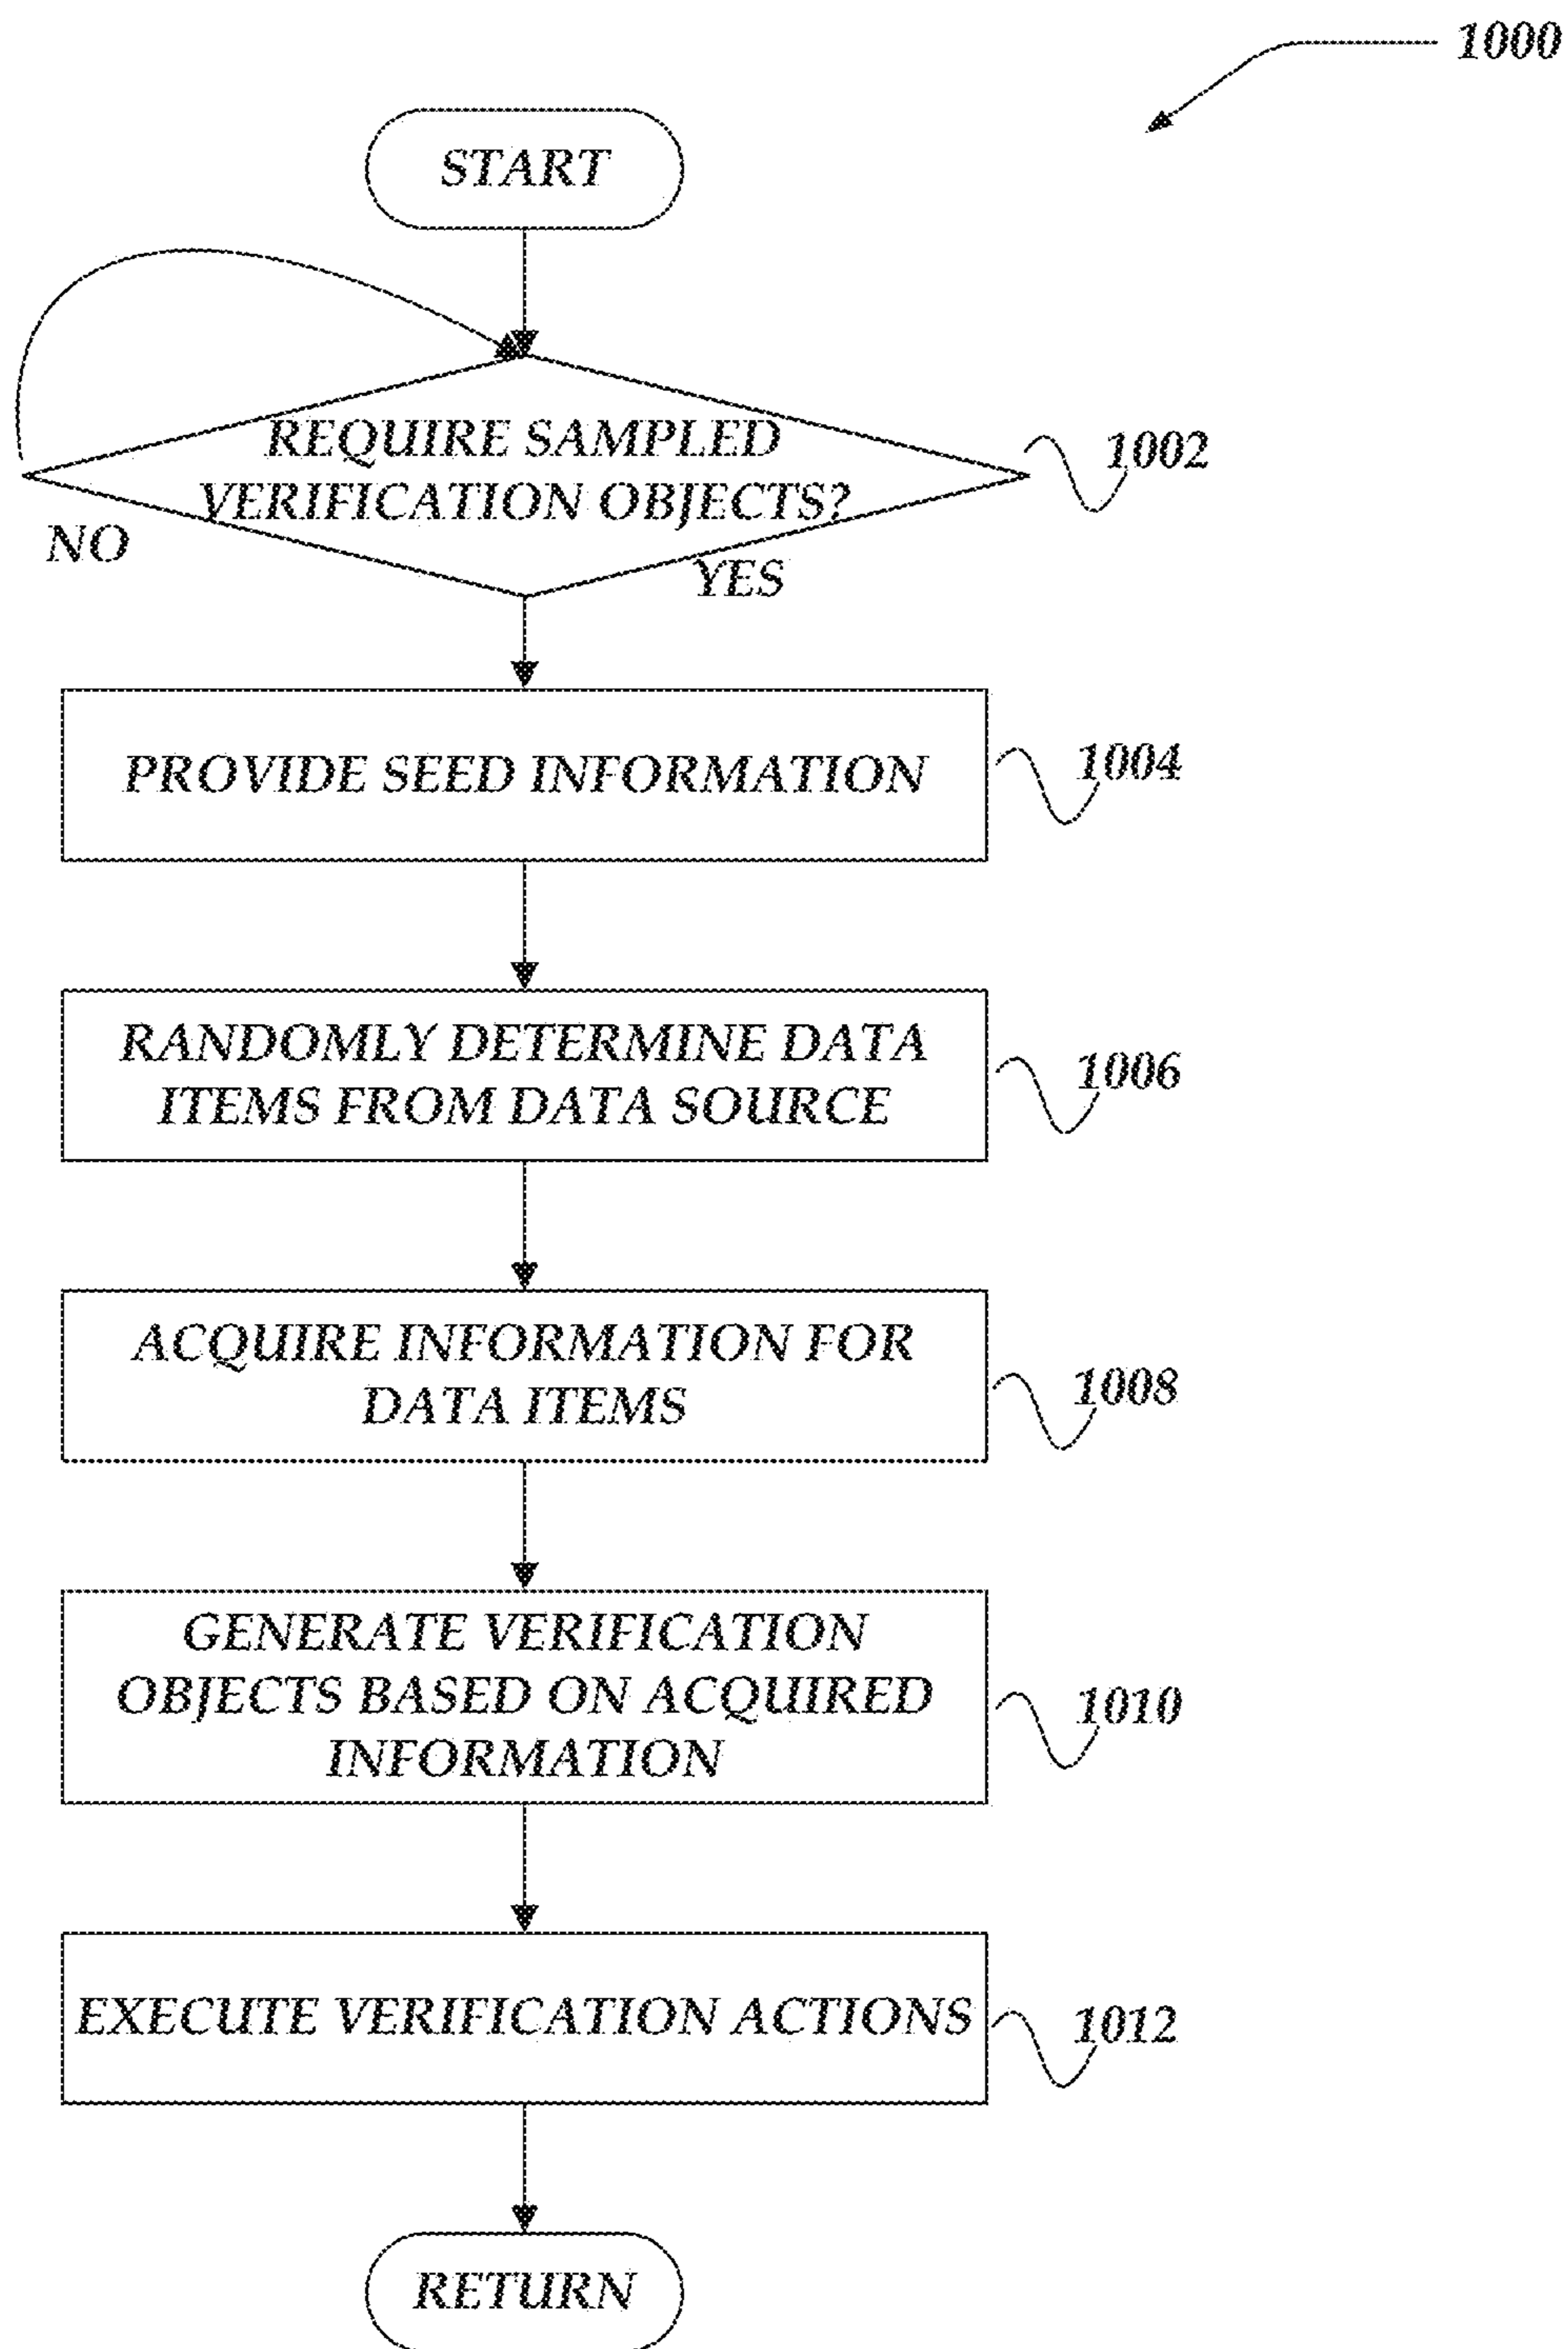 1000
START
REQUIRE SAMPLED
VERIFICATION OBJECTS?
1002
NO
YES
PROVIDE SEED INFORMATION
1004
RANDOMLY DETERMINE DATA
ITEMS FROM DATA SOURCE
1006
ACQUIRE INFORMATION FOR
DATA ITEMS
1008
GENERATE VERIFICATION
OBJECTS BASED ON ACQUIRED
INFORMATION
1010
EXECUTE VERIFICATION ACTIONS
1012
RETURN